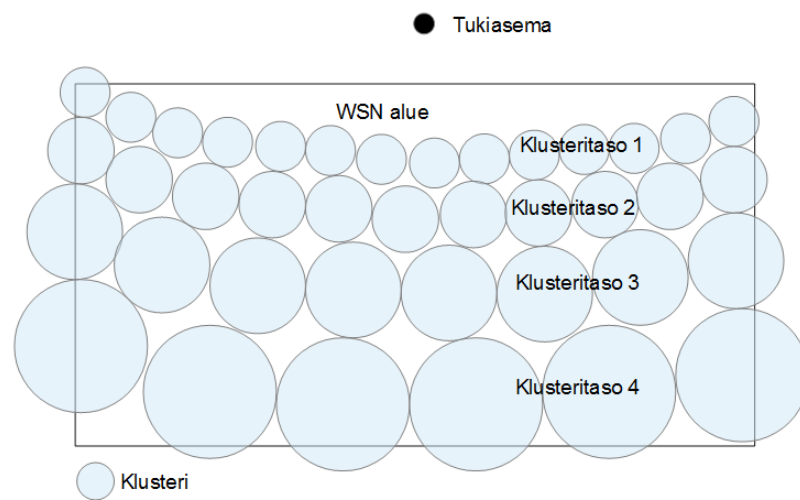 Tukiasema
WSN alue
Klusteritaso 1
Klusteritaso 2
Klusteritaso 3
Klusteritaso 4
Klusteri